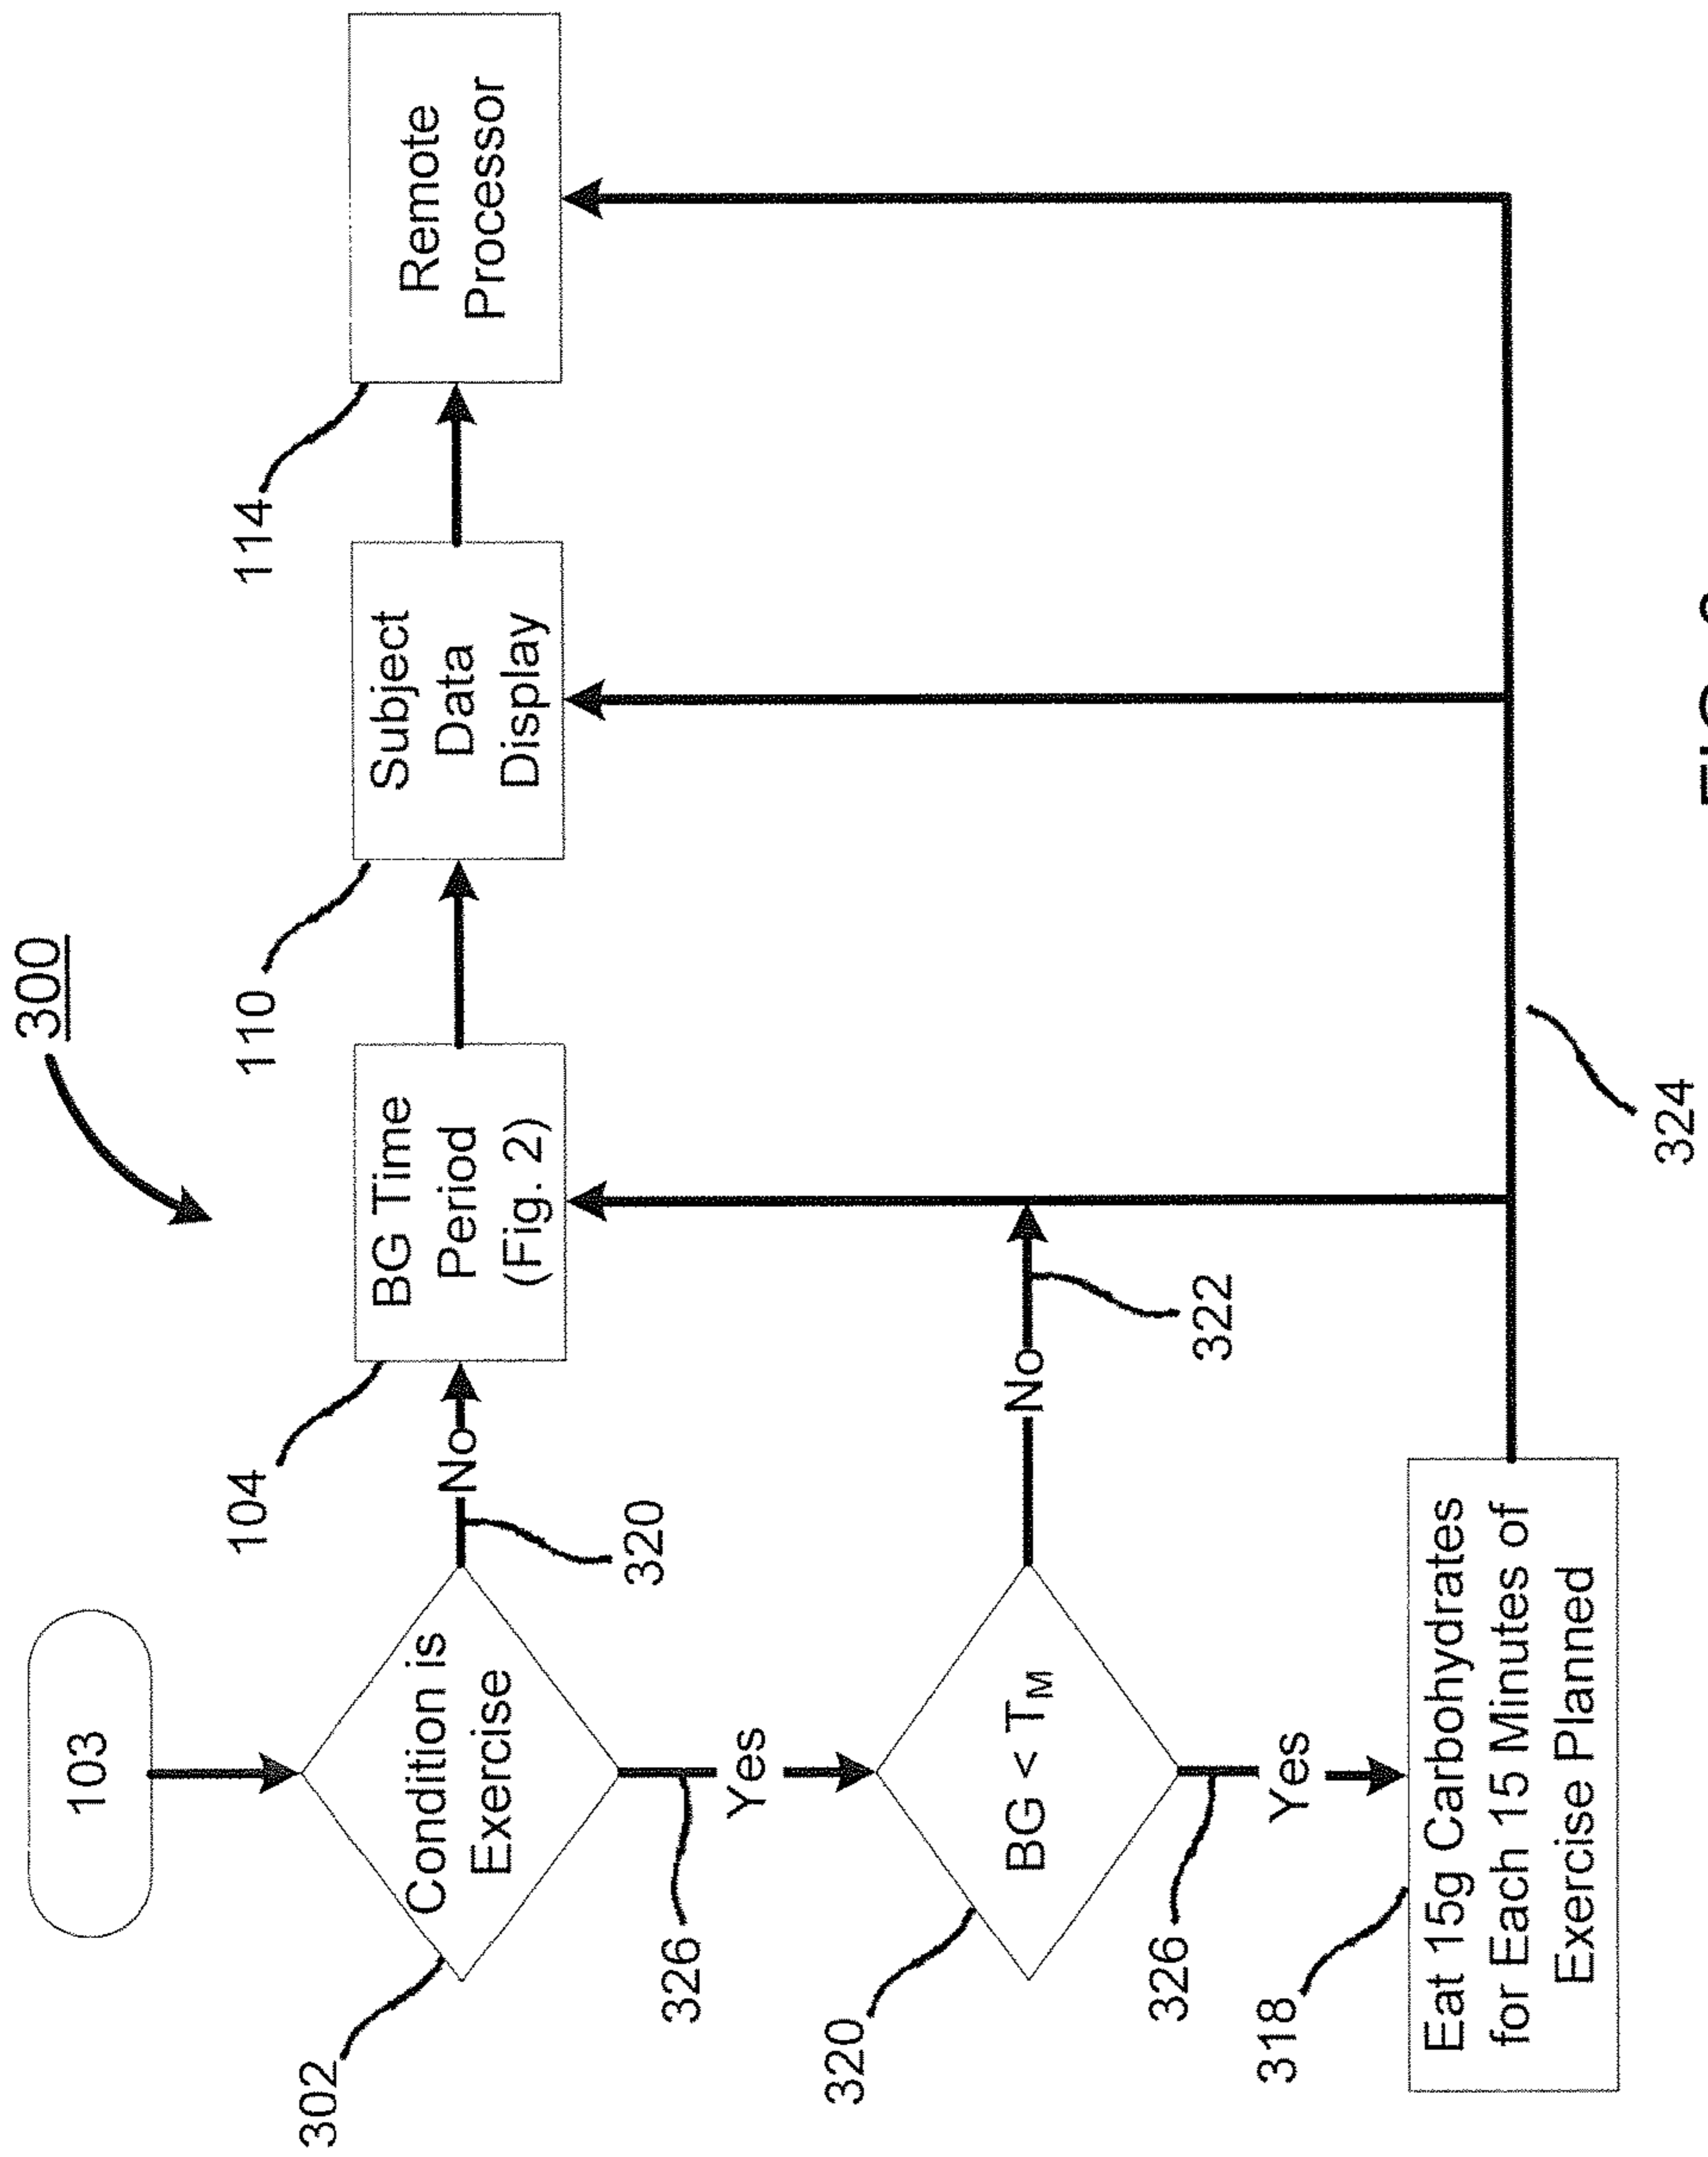 300
103
302
Condition is
Exercise
320
No
104
BG Time
Period
(Fig. 2)
110
Subject
Data
Display
114
Remote
Processor
326
Yes
320
BG < TM
No
322
326
Yes
318
Eat 15g Carbohydrates
for Each 15 Minutes of
Exercise Planned
324